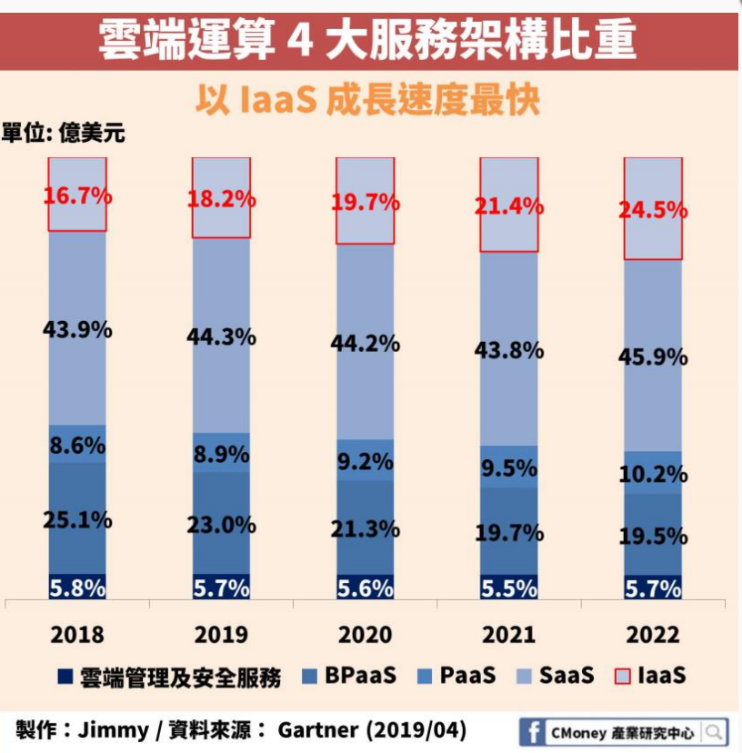 雲端運算 4 大服務架構比重
以 IaaS 成長速度最快
單位: 億美元
16.7% 18.2% 19.7% 21.4% 24.5%
43.9% 44.3% 44.2% 43.8% 45.9%
8.6% 8.9% 9.2% 9.5% 10.2%
25.1% 23.0% 21.3% 19.7% 19.5%
5.8% 5.7% 5.6% 5.5% 5.7%
2018 2019 2020 2021 2022
雲端管理及安全服務 BPaaS PaaS SaaS IaaS
製作：Jimmy / 資料來源： Gartner (2019/04)
f CMoney 產業研究中心